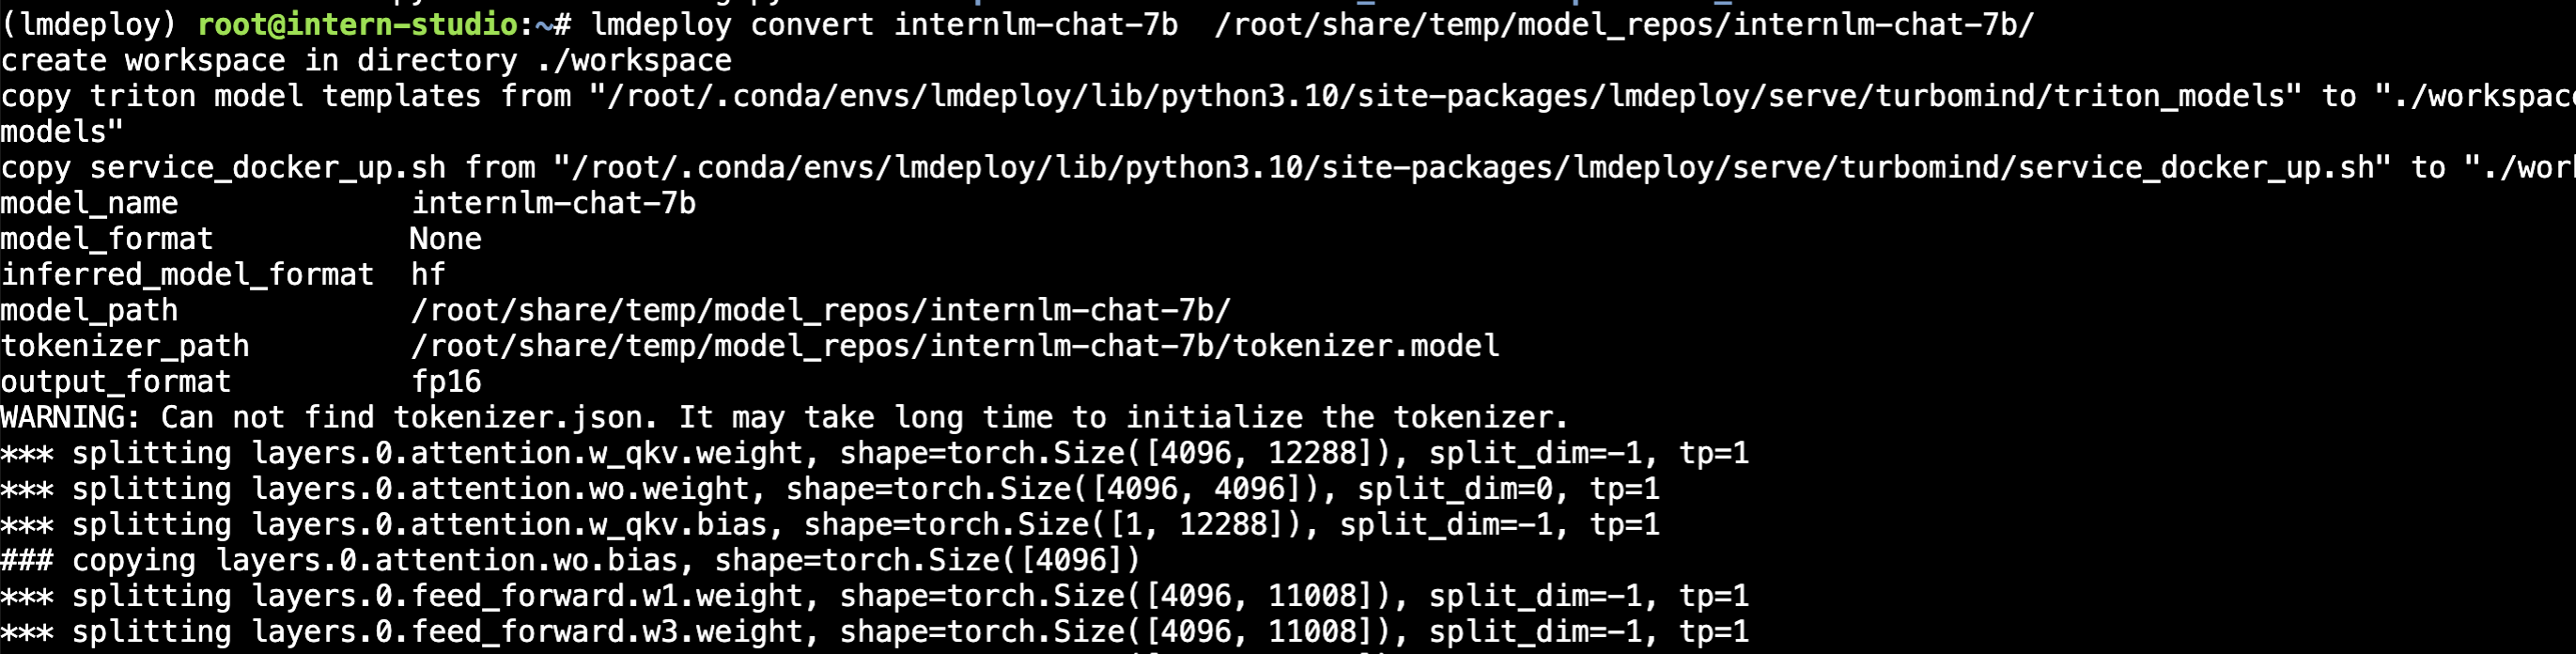 (lmdeploy) root@intern-studio:~# lmdeploy convert internlm-chat-7b  /root/share/temp/model_repos/internlm-chat-7b/
create workspace in directory ./workspace
copy triton model templates from "/root/.conda/envs/lmdeploy/lib/python3.10/site-packages/lmdeploy/serve/turbomind/triton_models" to "./workspac
models"
copy service_docker_up.sh from "/root/.conda/envs/lmdeploy/lib/python3.10/site-packages/lmdeploy/serve/turbomind/service_docker_up.sh" to "./wor
model_name             internlm-chat-7b
model_format           None
inferred_model_format  hf
model_path             /root/share/temp/model_repos/internlm-chat-7b/
tokenizer_path         /root/share/temp/model_repos/internlm-chat-7b/tokenizer.model
output_format          fp16
WARNING: Can not find tokenizer.json. It may take long time to initialize the tokenizer.
*** splitting layers.0.attention.w_qkv.weight, shape=torch.Size([4096, 12288]), split_dim=-1, tp=1
*** splitting layers.0.attention.wo.weight, shape=torch.Size([4096, 4096]), split_dim=0, tp=1
*** splitting layers.0.attention.w_qkv.bias, shape=torch.Size([1, 12288]), split_dim=-1, tp=1
### copying layers.0.attention.wo.bias, shape=torch.Size([4096])
*** splitting layers.0.feed_forward.w1.weight, shape=torch.Size([4096, 11008]), split_dim=-1, tp=1
*** splitting layers.0.feed_forward.w3.weight, shape=torch.Size([4096, 11008]), split_dim=-1, tp=1